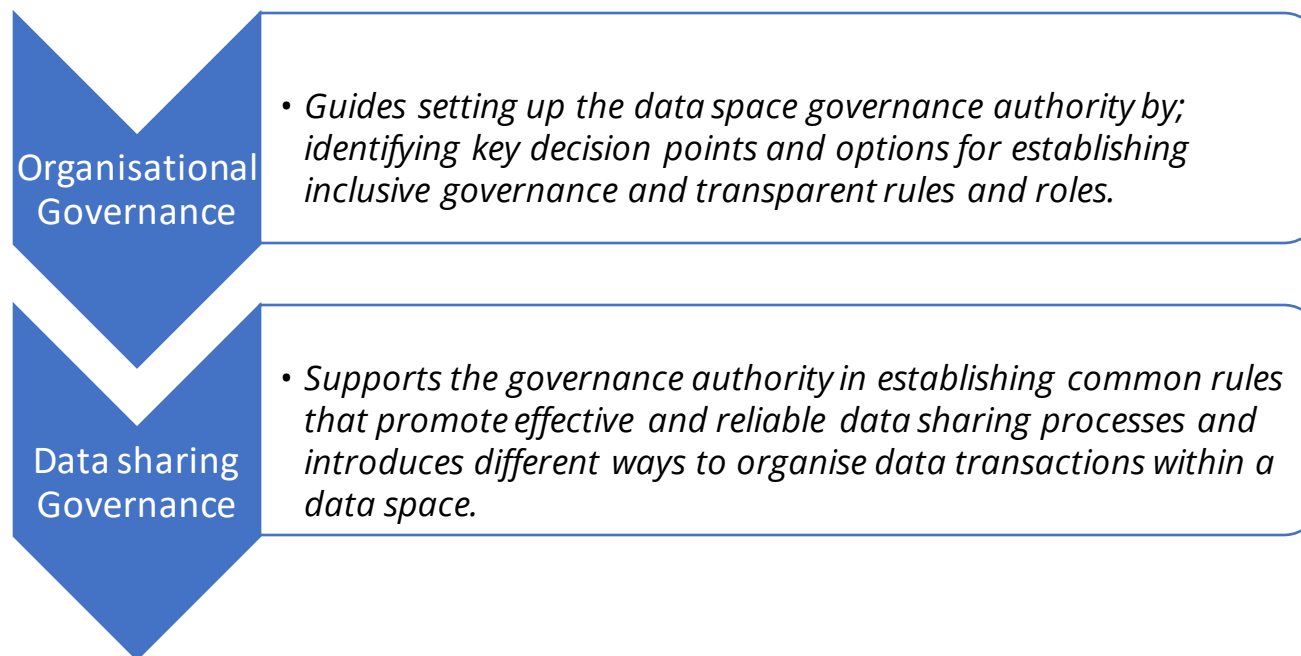 Organisational
Governance
• Guides setting up the data space governance authority by;
identifying key decision points and options for establishing
inclusive governance and transparent rules and roles.
Data sharing
Governance
• Supports the governance authority in establishing common rules
that promote effective and reliable data sharing processes and
introduces different ways to organise data transactions within a
data space.